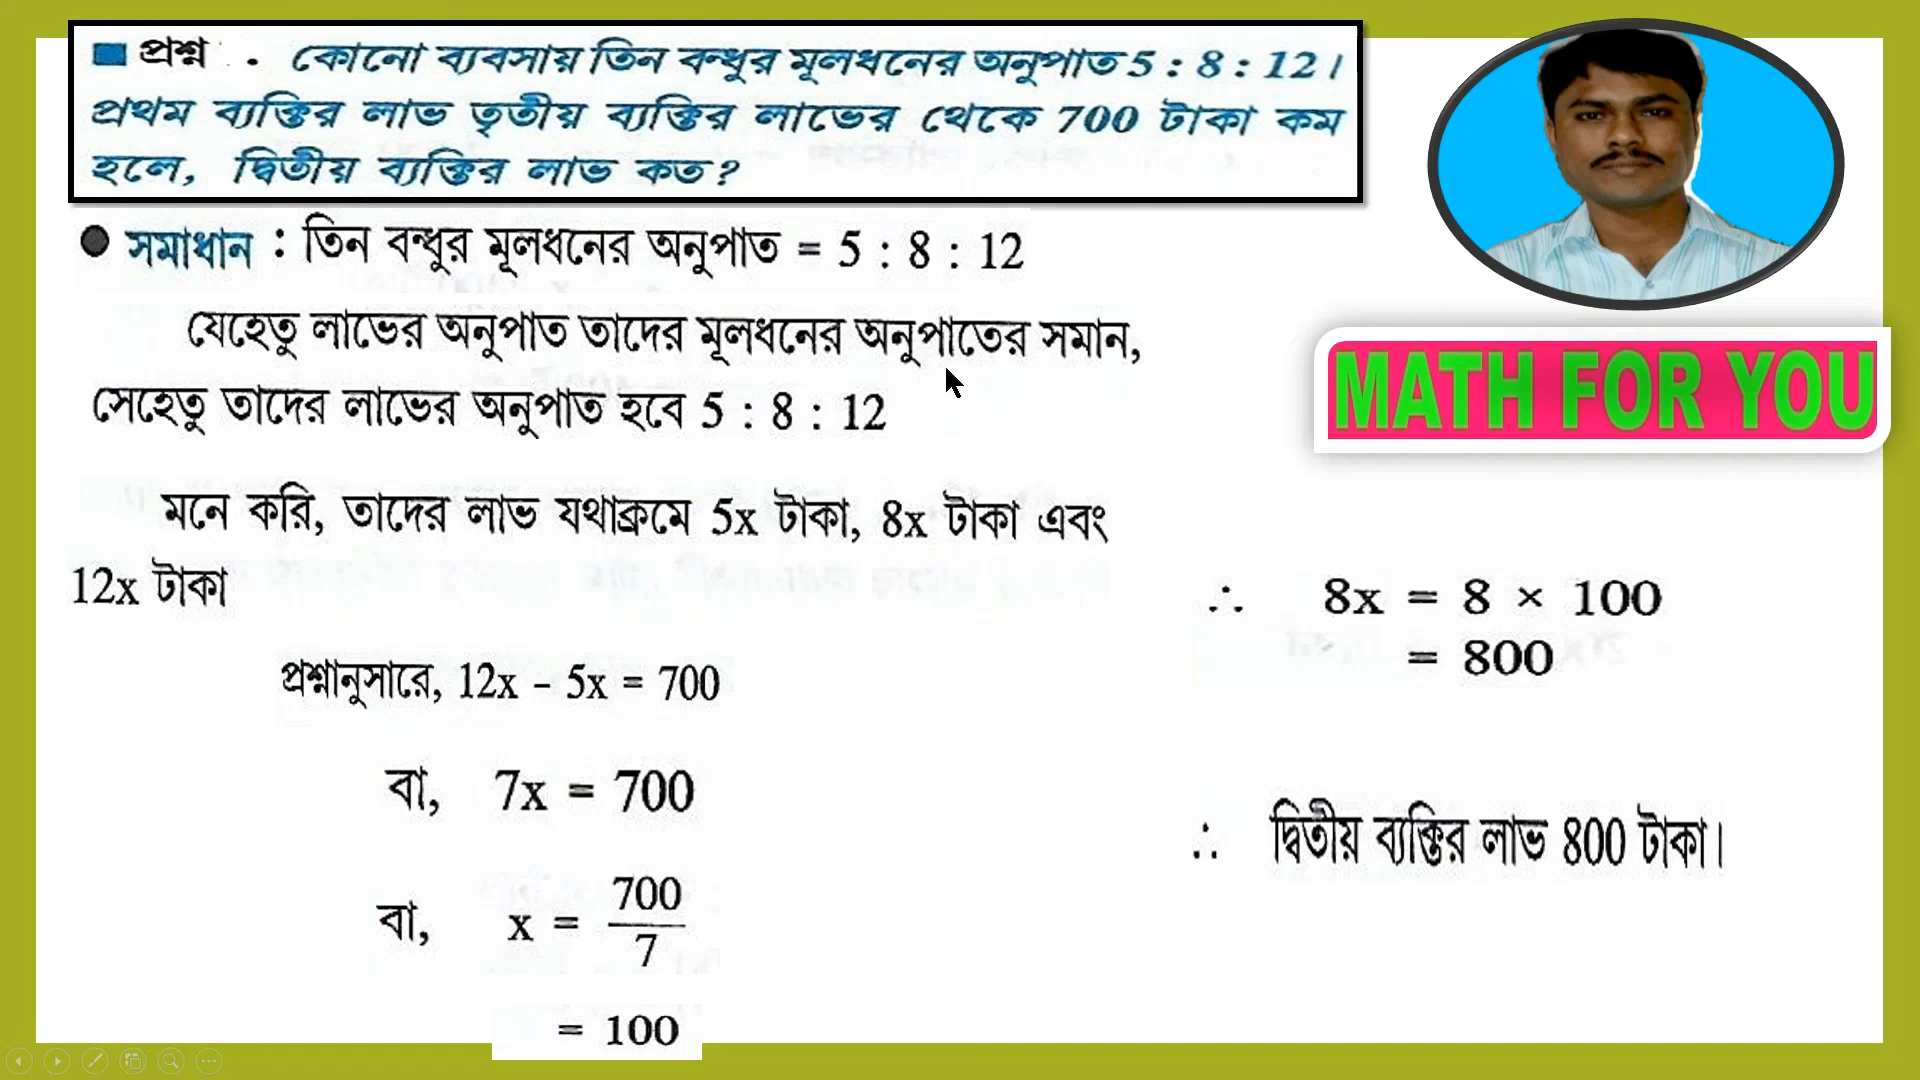 ■ প্রশ্ন . কোনো ব্যবসায় তিন বন্ধুর মূলধনের অনুপাত 5 : 8 : 12।
প্রথম ব্যক্তির লাভ তৃতীয় ব্যক্তির লাভের থেকে 700 টাকা কম
হলে, দ্বিতীয় ব্যক্তির লাভ কত?
● সমাধান : তিন বন্ধুর মূলধনের অনুপাত = 5 : 8 : 12
যেহেতু লাভের অনুপাত তাদের মূলধনের অনুপাতের সমান,
সেহেতু তাদের লাভের অনুপাত হবে 5 : 8 : 12
মনে করি, তাদের লাভ যথাক্রমে 5x টাকা, 8x টাকা এবং
12x টাকা
প্রশ্নানুসারে, 12x – 5x = 700
বা, 7x = 700
বা, x = 700/7
= 100
∴ 8x = 8 × 100
= 800
∴ দ্বিতীয় ব্যক্তির লাভ 800 টাকা।
MATH FOR YOU